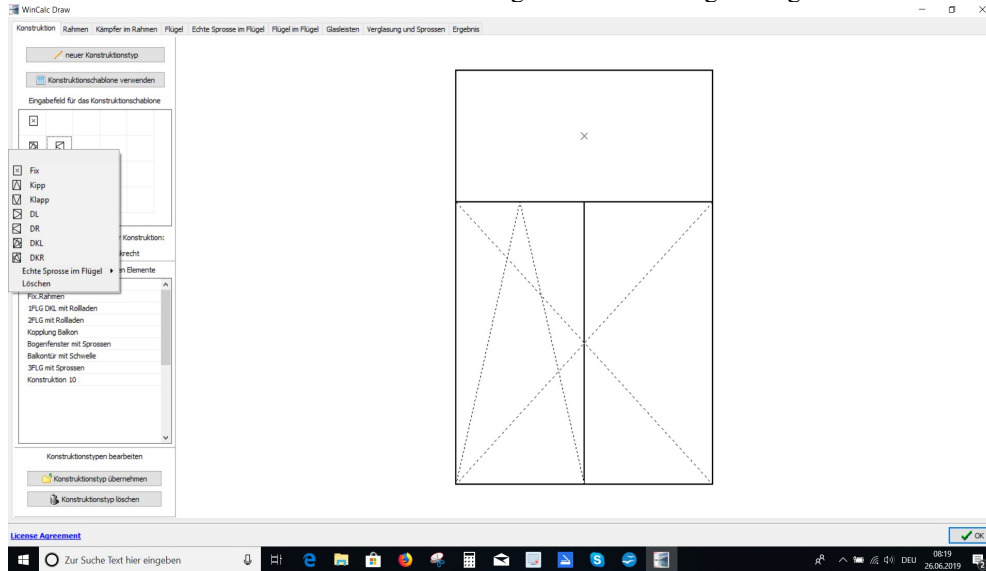 WinCalc Draw
Konstruktion Rahmen Kämpfer im Rahmen Flügel Echte Sprosse im Flügel Flügel im Flügel Glasleisten Verglasung und Sprossen Ergebnis
neuer Konstruktionstyp
Konstruktionschablone verwenden
Eingabefeld für das Konstruktionschablone
Fix
Kipp
Klapp
DL
DR
DKL
DKR
Echte Sprosse im Flügel
Löschen
Konstruktion:
krecht
Elemente
Fix.Rahmen
1FLG DKL mit Rollladen
2FLG mit Rollladen
Kopplung Balkon
Bogenfenster mit Sprossen
Balkontür mit Schwelle
3FLG mit Sprossen
Konstruktion 10
Konstruktionstypen bearbeiten
Konstruktionstyp übernehmen
Konstruktionstyp löschen
License Agreement
OK
Zur Suche Text hier eingeben
DEU
08:19
26.06.2019